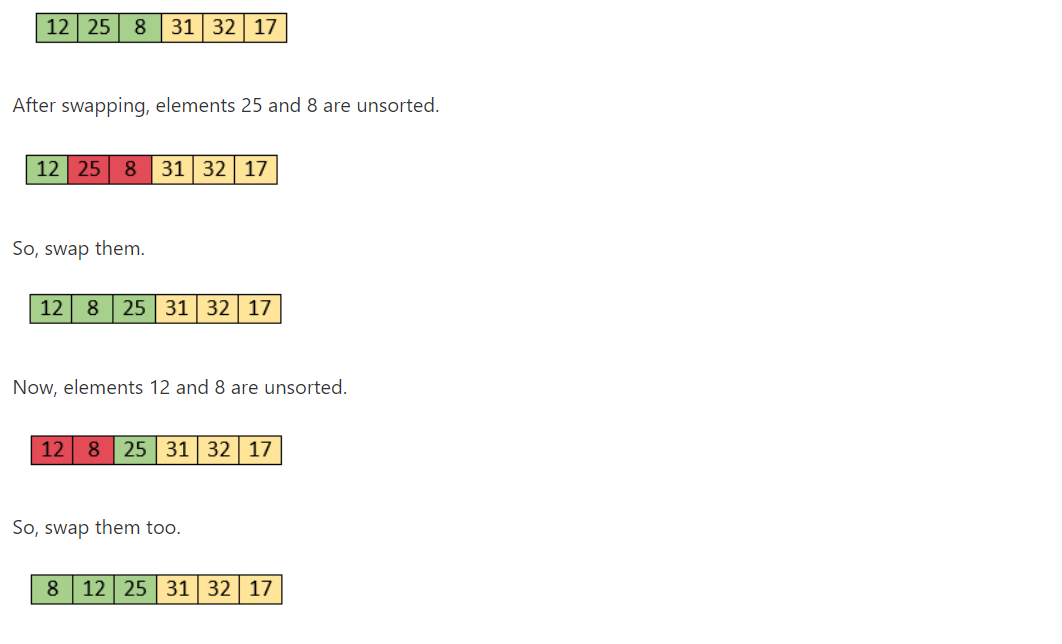 12 25 8 31 32 17
After swapping, elements 25 and 8 are unsorted.
12 25 8 31 32 17
So, swap them.
12 8 25 31 32 17
Now, elements 12 and 8 are unsorted.
12 8 25 31 32 17
So, swap them too.
8 12 25 31 32 17